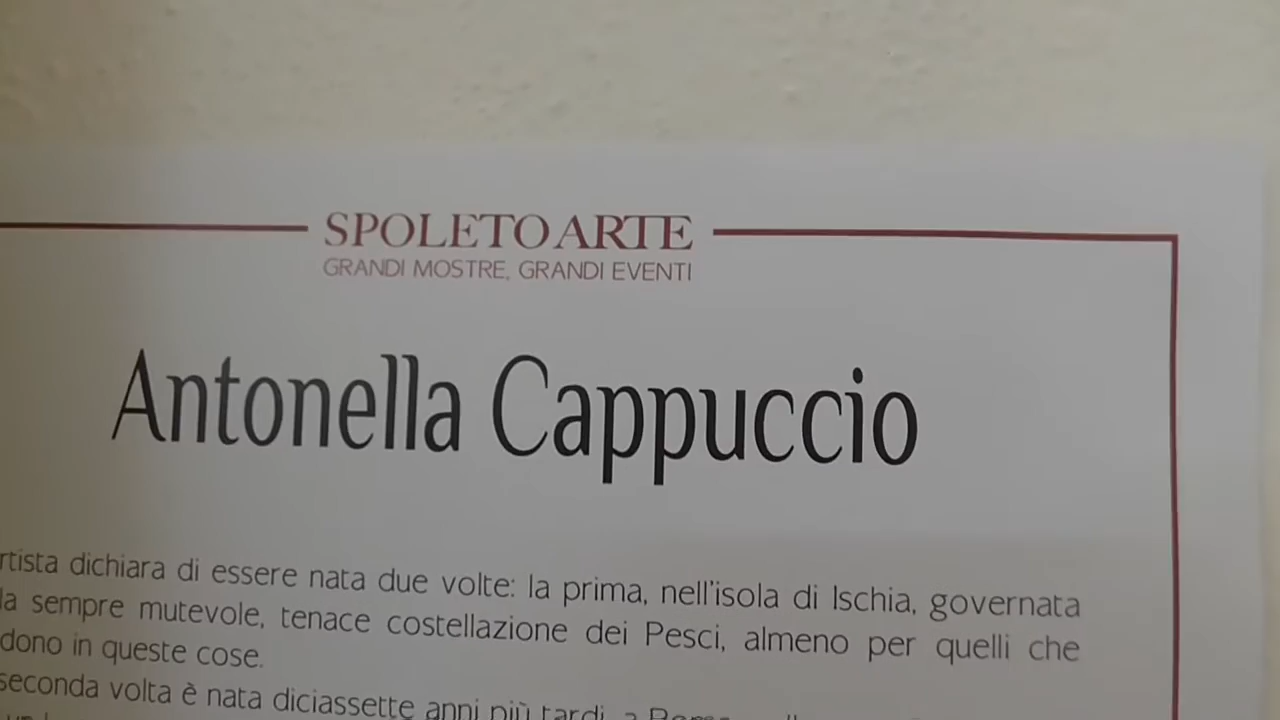 SPOLETO ARTE
GRANDI MOSTRE, GRANDI EVENTI
Antonella Cappuccio
rtista dichiara di essere nata due volte: la prima, nell'isola di Ischia, governata
la sempre mutevole, tenace costellazione dei Pesci, almeno per quelli che
dono in queste cose.
seconda volta è nata diciassette anni più tardi, a